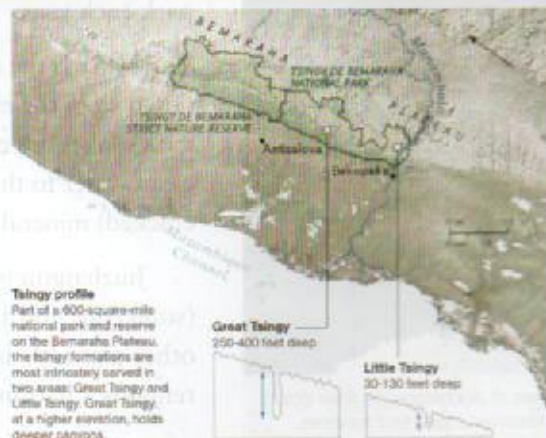 BEMARAHA
PLATEAU
TSINGY DE BEMARAHA
NATIONAL PARK
TSINGY DE BEMARAHA
STRICT NATURE RESERVE
Antsalova
Bekopaka
Mozambique
Channel
Tsingy profile
Part of a 600-square-mile
national park and reserve
on the Bemaraha Plateau,
the tsingy formations are
most intricately carved in
two areas: Great Tsingy and
Little Tsingy. Great Tsingy,
at a higher elevation, holds
deeper canyons.
Great Tsingy
250-400 feet deep
Little Tsingy
30-130 feet deep